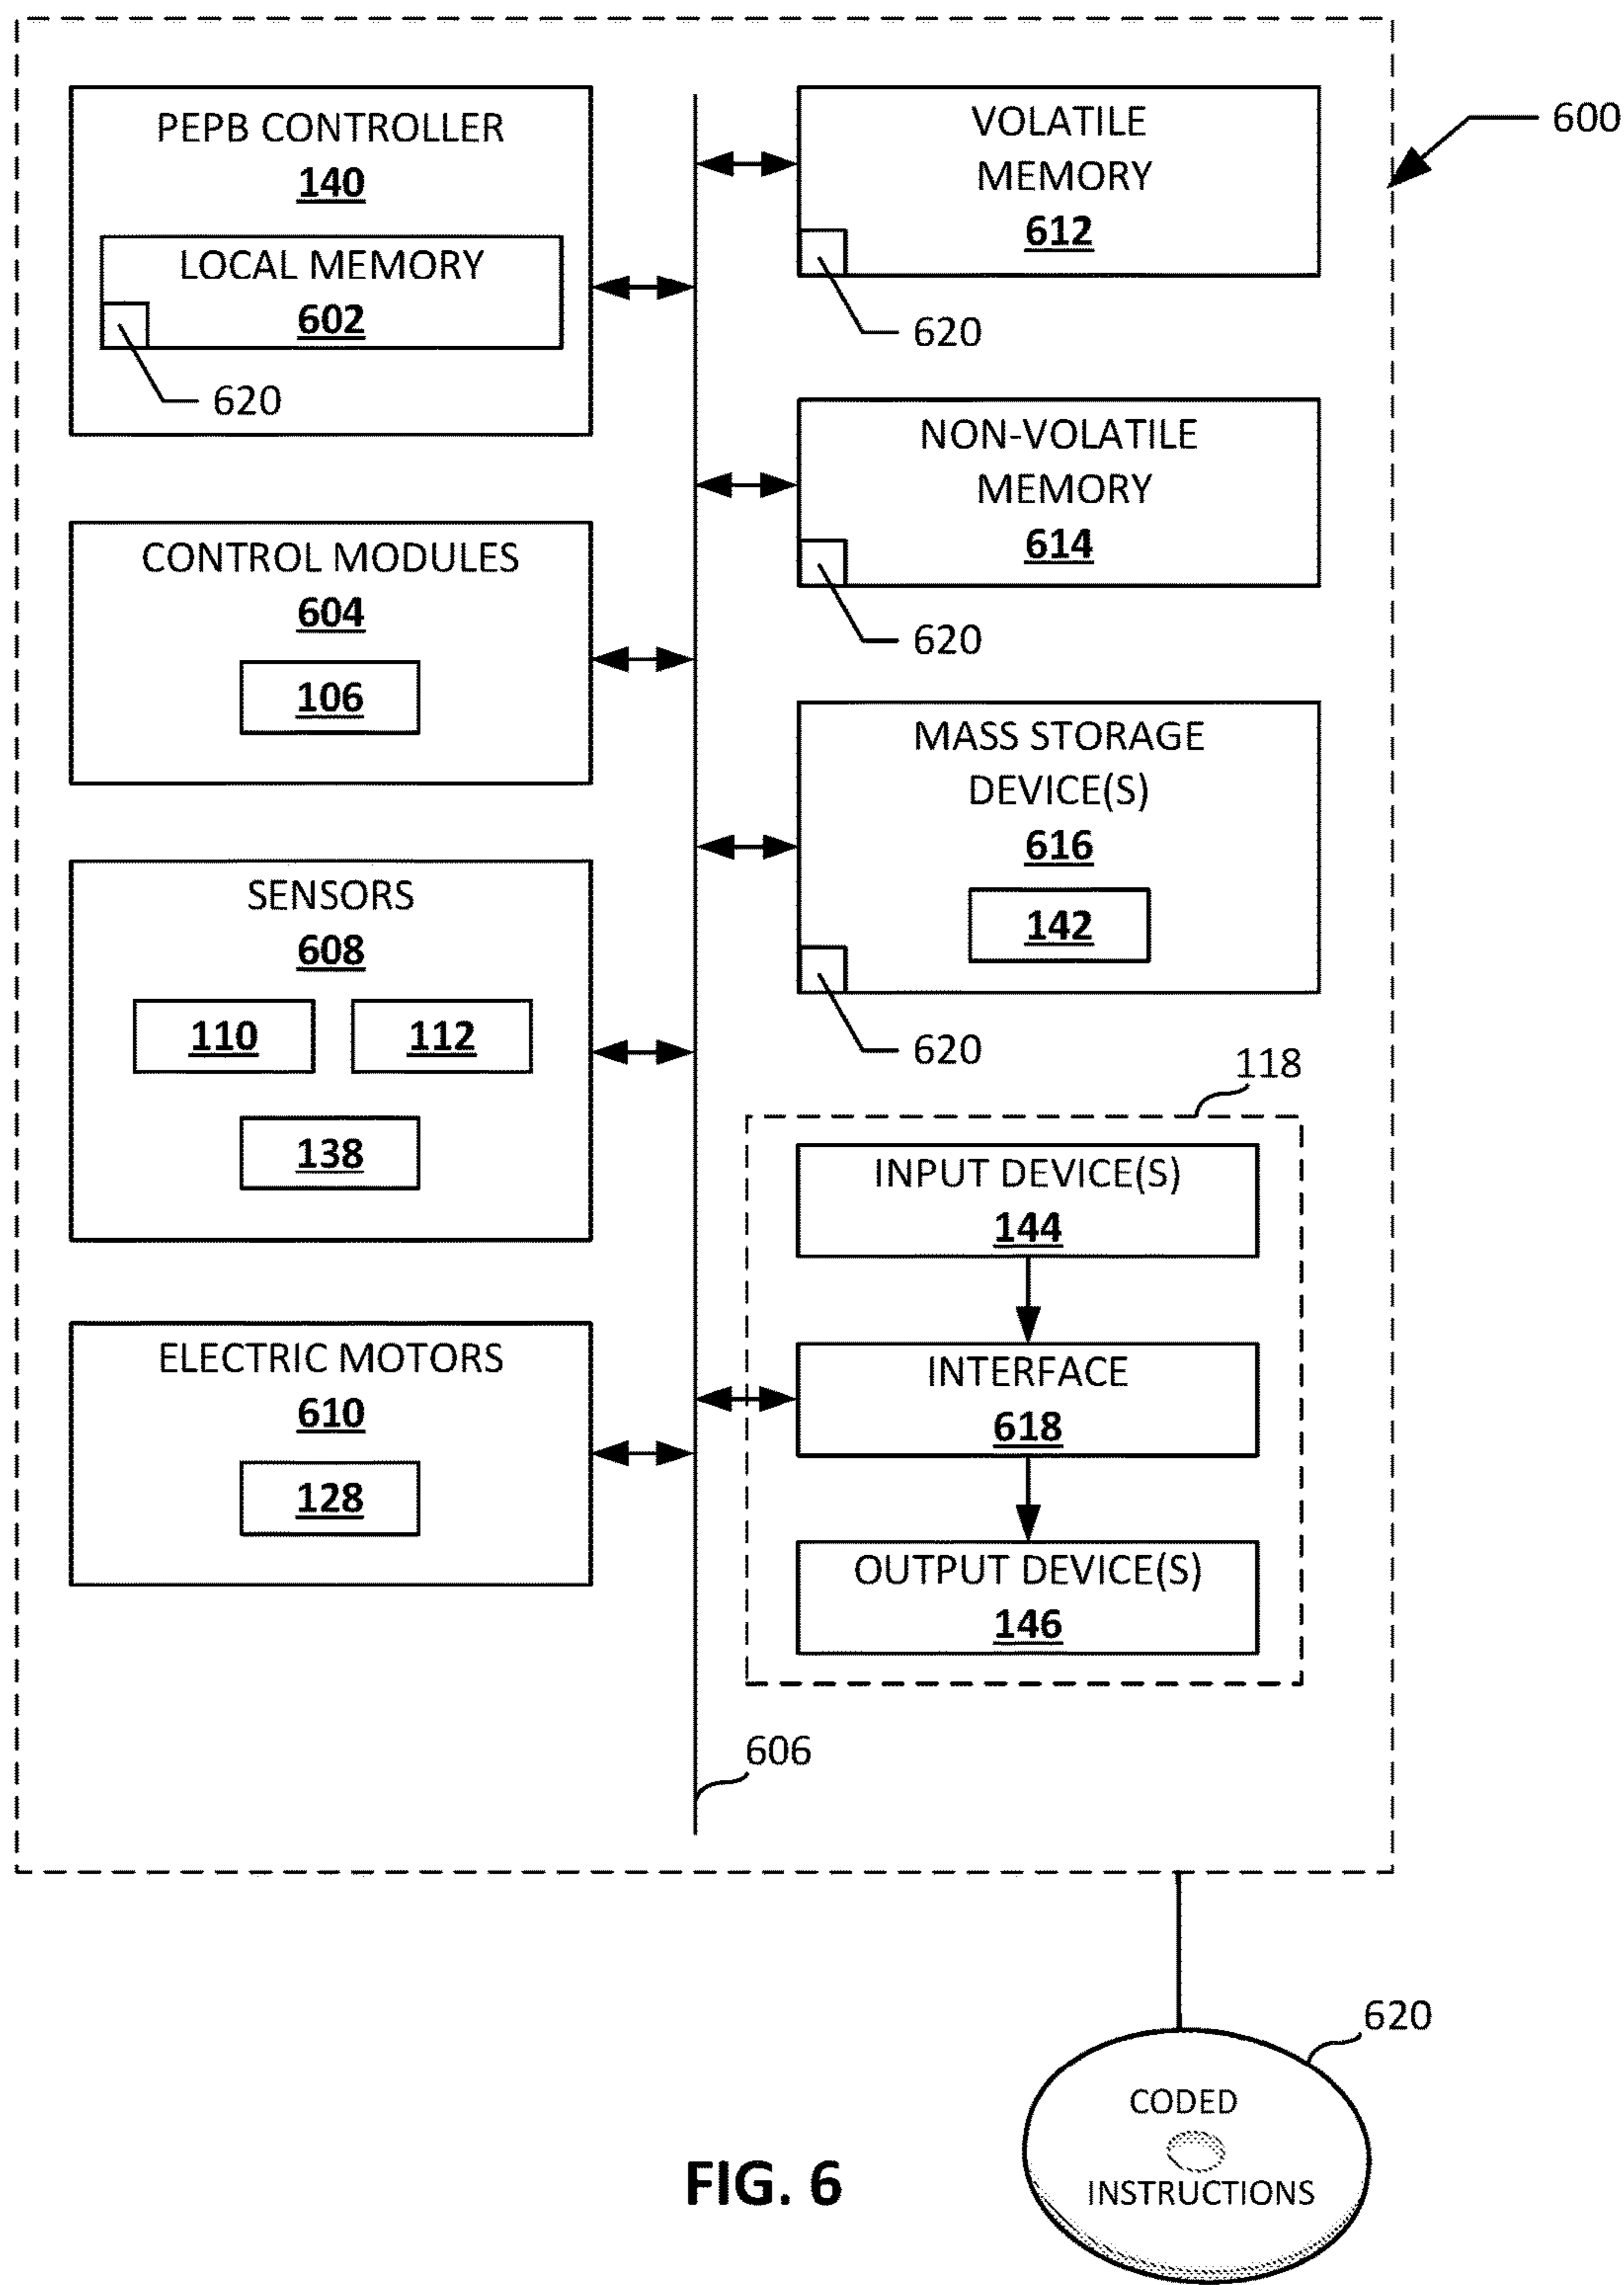 600
PEPB CONTROLLER
140
LOCAL MEMORY
602
620
CONTROL MODULES
604
106
SENSORS
608
110
112
138
ELECTRIC MOTORS
610
128
VOLATILE
MEMORY
612
620
NON-VOLATILE
MEMORY
614
620
MASS STORAGE
DEVICE(S)
616
142
620
118
INPUT DEVICE(S)
144
INTERFACE
618
OUTPUT DEVICE(S)
146
606
620
CODED
INSTRUCTIONS
FIG. 6